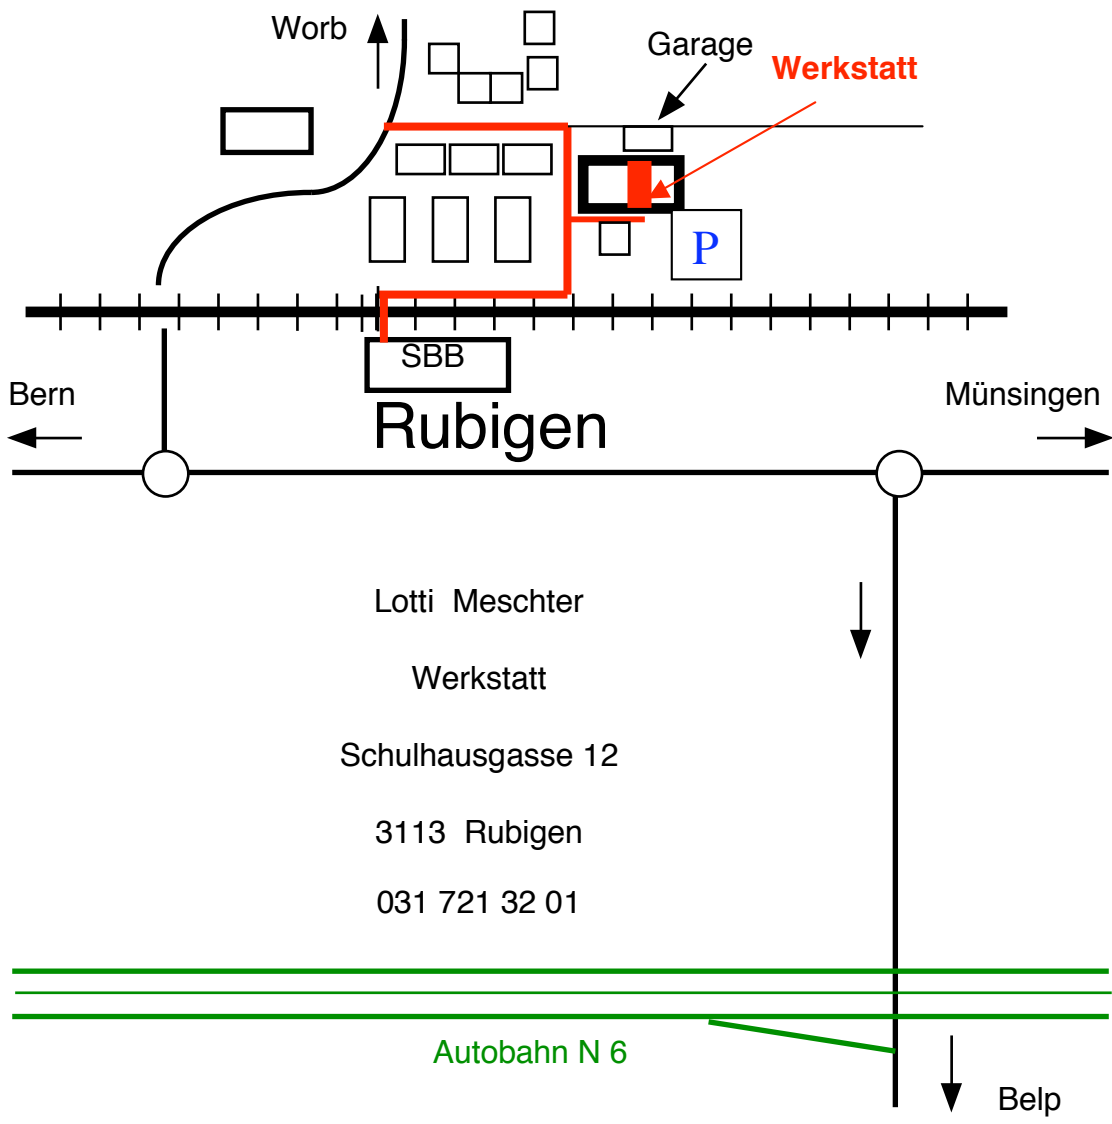 Worb
Garage
Werkstatt
P
SBB
Bern
Münsingen
Rubigen
Lotti Meschter
Werkstatt
Schulhausgasse 12
3113 Rubigen
031 721 32 01
Autobahn N 6
Belp